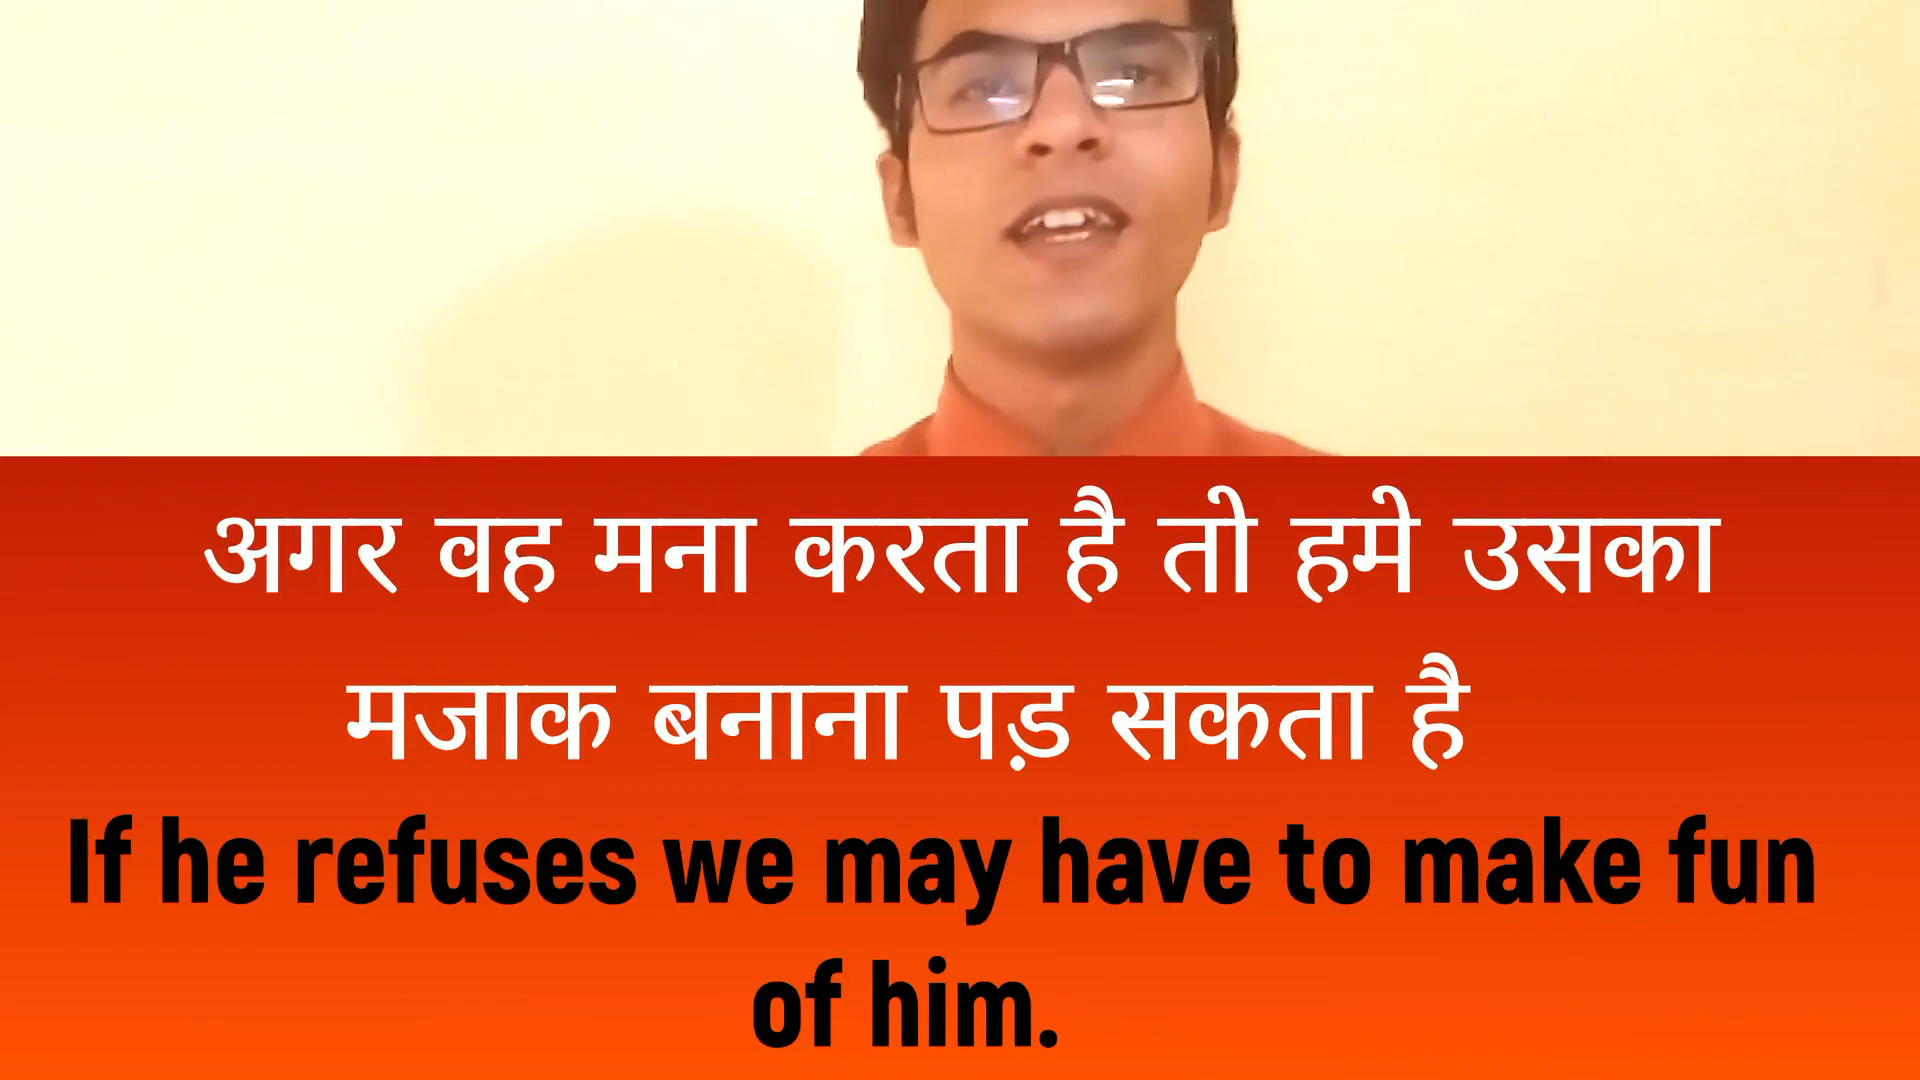 अगर वह मना करता है तो हमे उसका
मजाक बनाना पड़ सकता है
If he refuses we may have to make fun
of him.